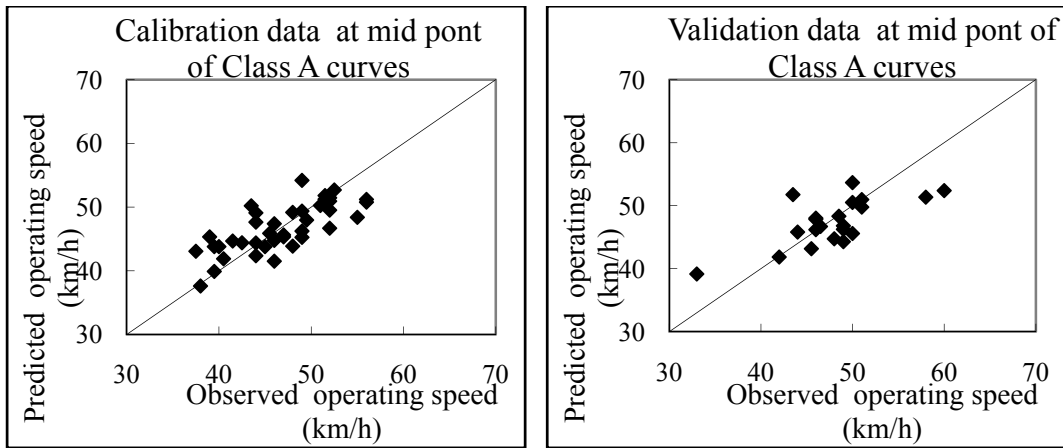 Calibration data at mid pont
of Class A curves
70
60
50
40
30
30
40
50
60
70
Predicted operating speed
(km/h)
Observed operating speed
(km/h)
Validation data at mid pont of
Class A curves
70
60
50
40
30
30
40
50
60
70
Predicted operating speed
(km/h)
Observed operating speed
(km/h)